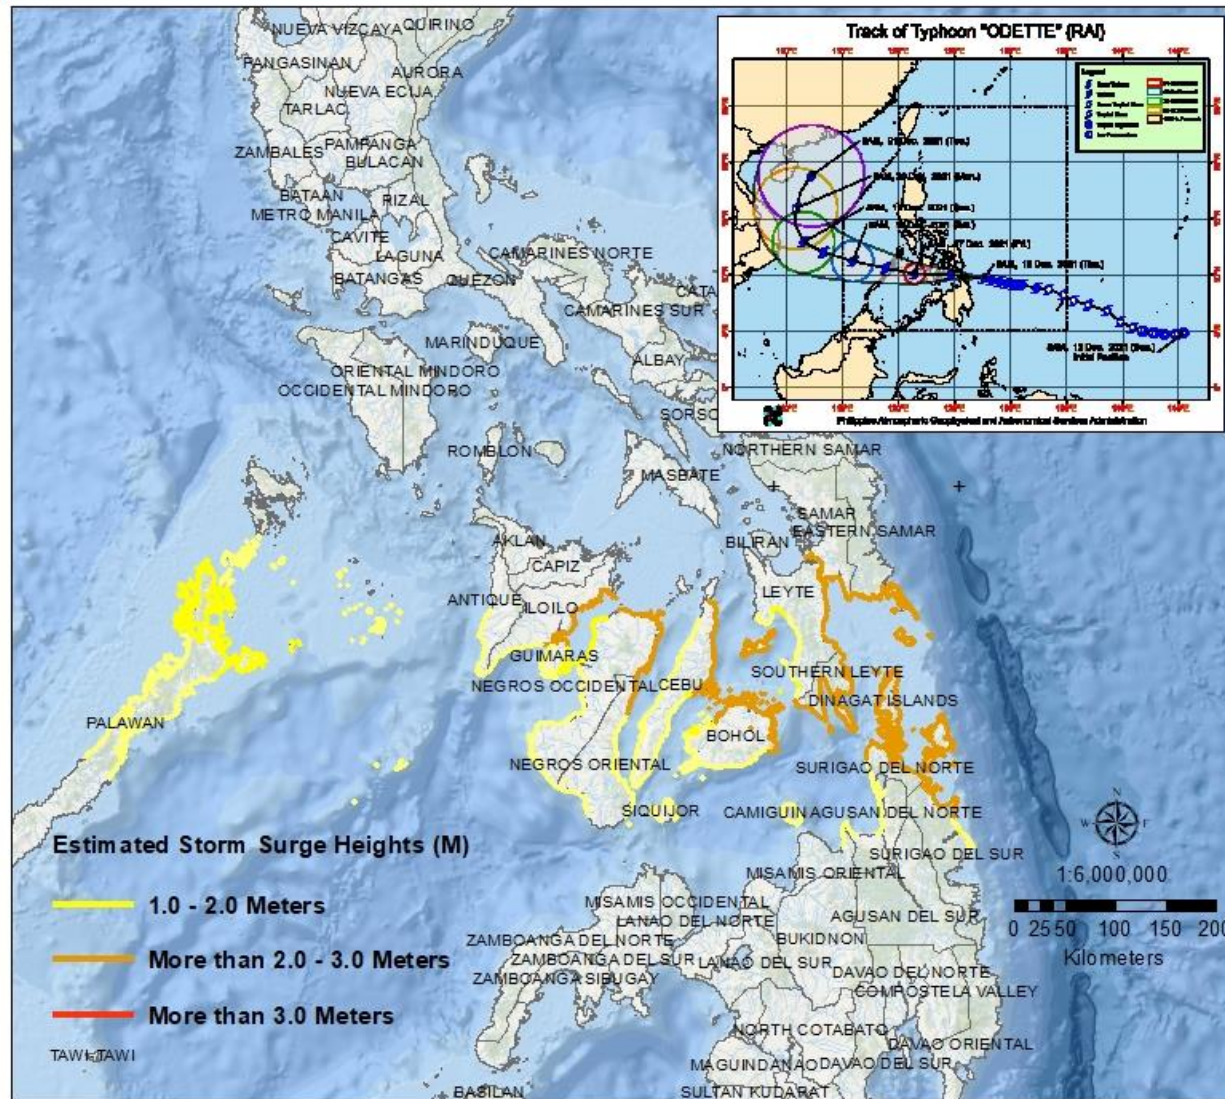 NUEVA VIZCAYA
QUIRINO
PANGASINAN
AURORA
NUEVA ECIJA
TARLAC
ZAMBALES
PAMPANGA
BULACAN
BATAAN
RIZAL
METRO MANILA
CAVITE
LAGUNA
CAMARINES NORTE
BATANGAS
QUEZON
CATA
CAMARINES SUR
MARINDUQUE
ALBAY
ORIENTAL MINDORO
OCCIDENTAL MINDORO
SORSO
ROMBLON
NORTHERN SAMAR
MASBATE
SAMAR
EASTERN SAMAR
AKLAN
BILIRAN
CAPIZ
LEYTE
ANTIQUE
ILOILO
GUIMARAS
SOUTHERN LEYTE
NEGROS OCCIDENTAL
CEBU
DINAGAT ISLANDS
PALAWAN
BOHOL
NEGROS ORIENTAL
SURIGAO DEL NORTE
SIQUIJOR
CAMIGUIN
AGUSAN DEL NORTE
SURIGAO DEL SUR
MISAMIS ORIENTAL
MISAMIS OCCIDENTAL
LANAO DEL NORTE
AGUSAN DEL SUR
ZAMBOANGA DEL NORTE
BUKIDNON
ZAMBOANGA DEL SUR
LANAO DEL SUR
ZAMBOANGA SIBUGAY
DAVAO DEL NORTE
COMPOSTELA VALLEY
NORTH COTABATO
DAVAO ORIENTAL
TAWI-TAWI
MAGUINDANAO
DAVAO DEL SUR
BASILAN
SULTAN KUDARAT
Track of Typhoon "ODETTE" {RAI}
Legend
Initial Position
Philippine Atmospheric Geophysical and Astronomical Services Administration
Estimated Storm Surge Heights (M)
1.0 - 2.0 Meters
More than 2.0 - 3.0 Meters
More than 3.0 Meters
N
W
S
1:6,000,000
0 25 50 100 150 200
Kilometers